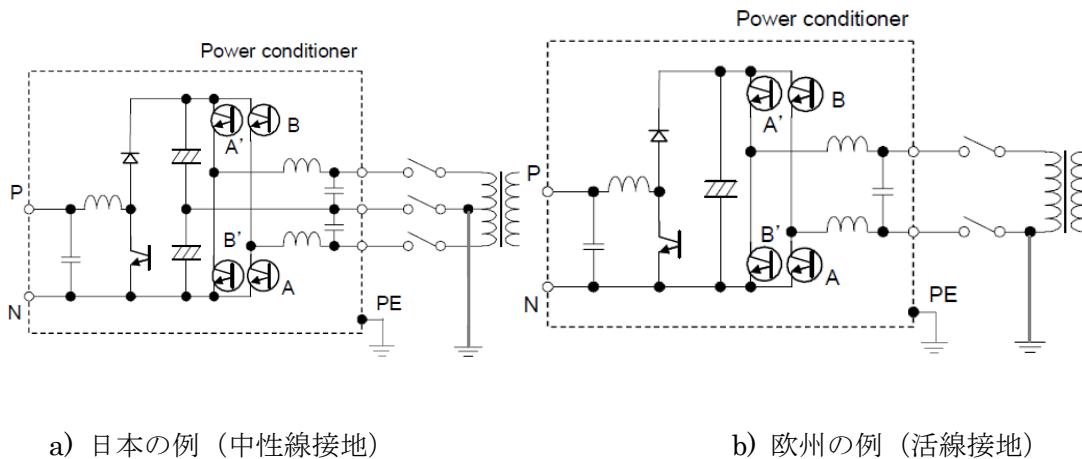 Power conditioner
P
N
A’
B
B’
A
PE
Power conditioner
P
N
A’
B
B’
A
PE
a) 日本の例（中性線接地）
b) 欧州の例（活線接地）